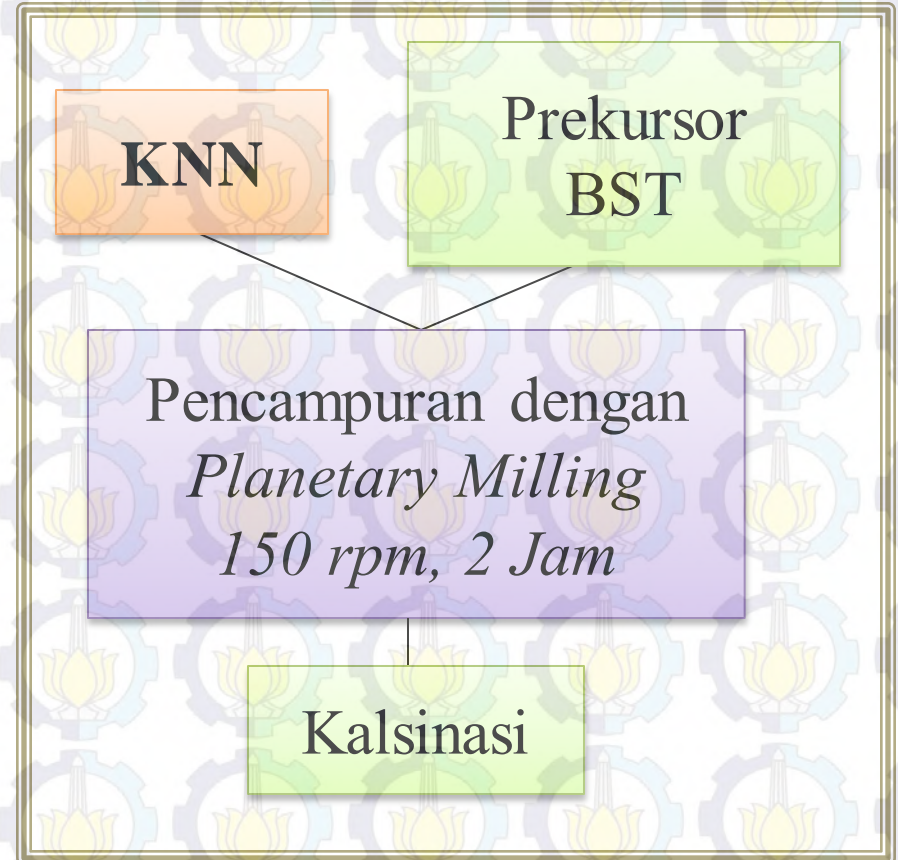 KNN
Prekursor
BST
Pencampuran dengan
Planetary Milling
150 rpm, 2 Jam
Kalsinasi